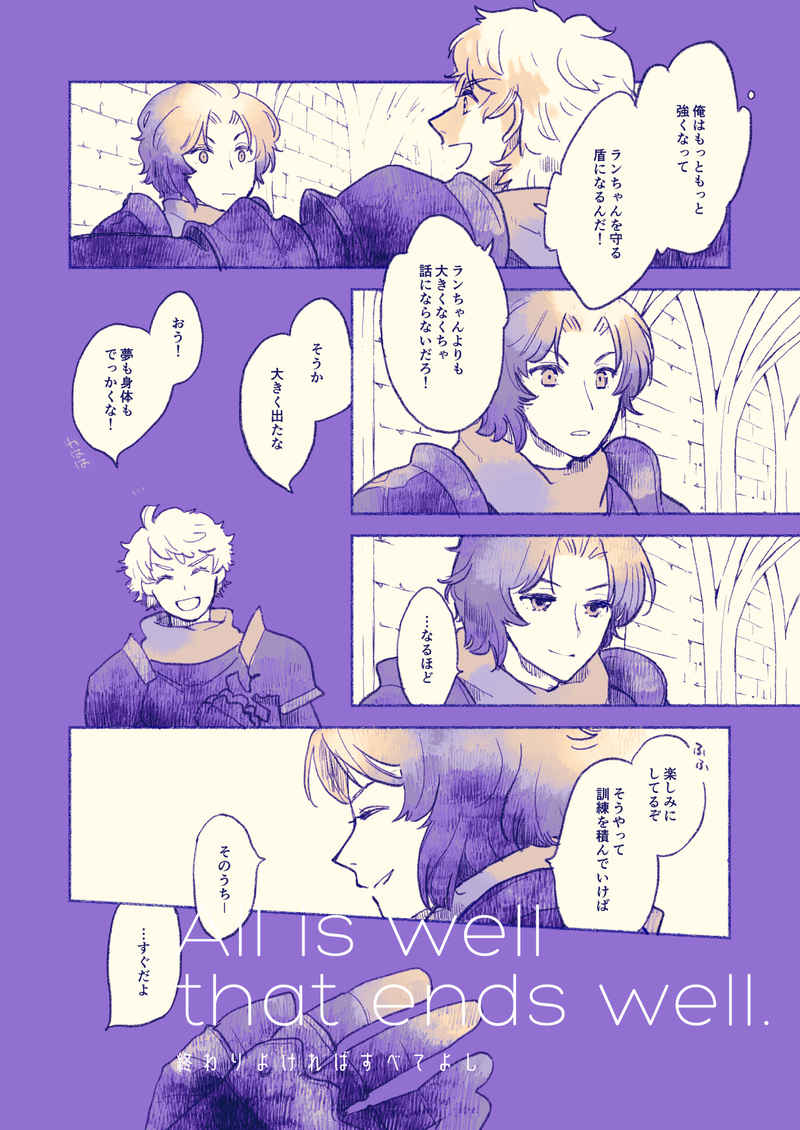 俺はもっともっと
強くなって
ランちゃんを守る
盾になるんだ！
ランちゃんよりも
大きくなくちゃ
話にならないだろ！
そうか
大きく出たな
おう！
夢も身体も
でっかくな！
…
…なるほど
ふふ
楽しみに
してるぞ
そうやって
訓練を積んでいけば
そのうち－
…すぐだよ
All is well
that ends well.
終わりよければすべてよし